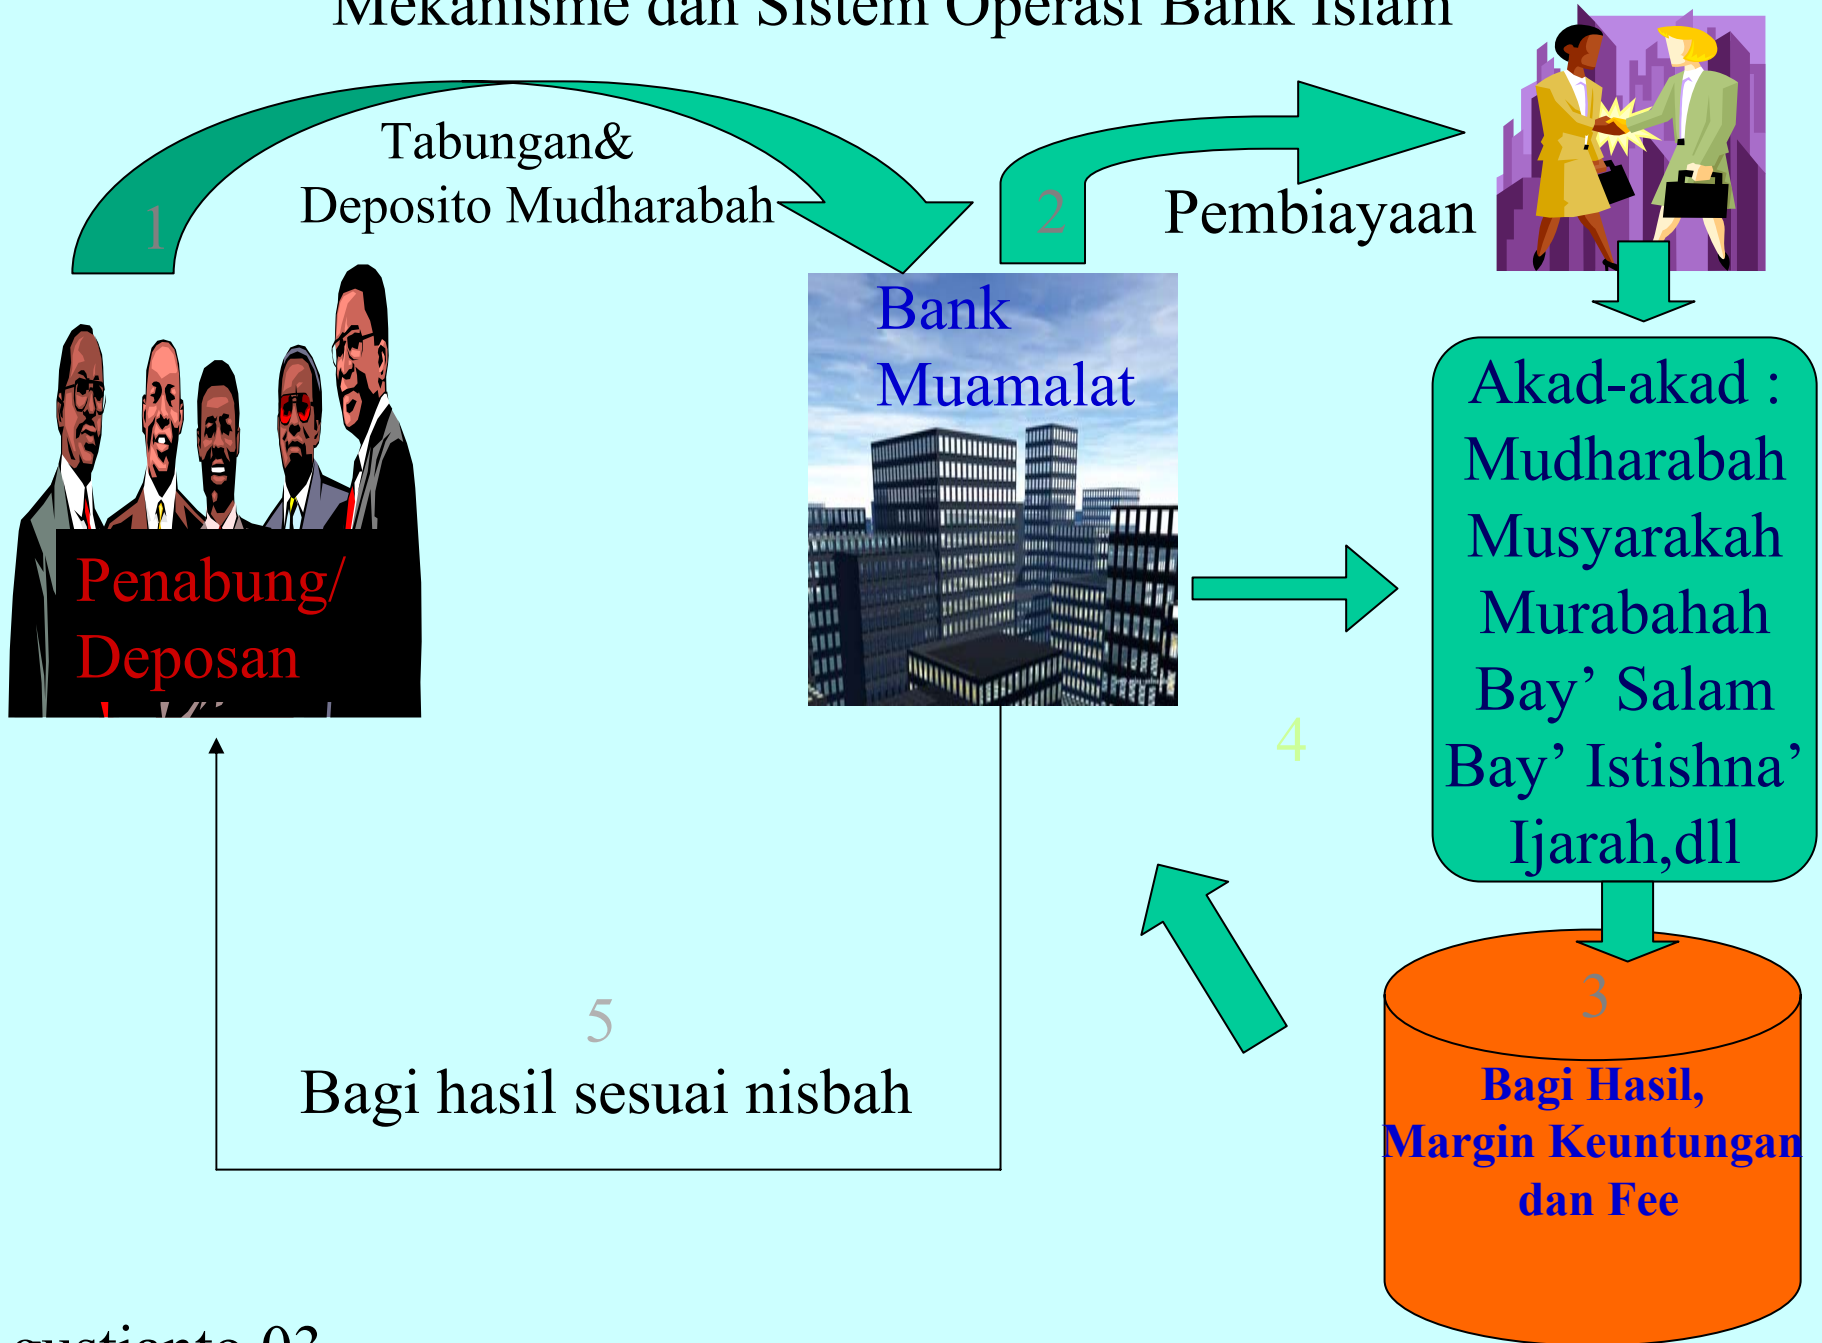 Mekanisme dan Sistem Operasi Bank Islam
1
Tabungan&
Deposito Mudharabah
2
Pembiayaan
Bank
Muamalat
Penabung/
Deposan
Akad-akad :
Mudharabah
Musyarakah
Murabahah
Bay’ Salam
Bay’ Istishna’
Ijarah,dll
4
3
Bagi Hasil,
Margin Keuntungan
dan Fee
5
Bagi hasil sesuai nisbah
gustianto 03